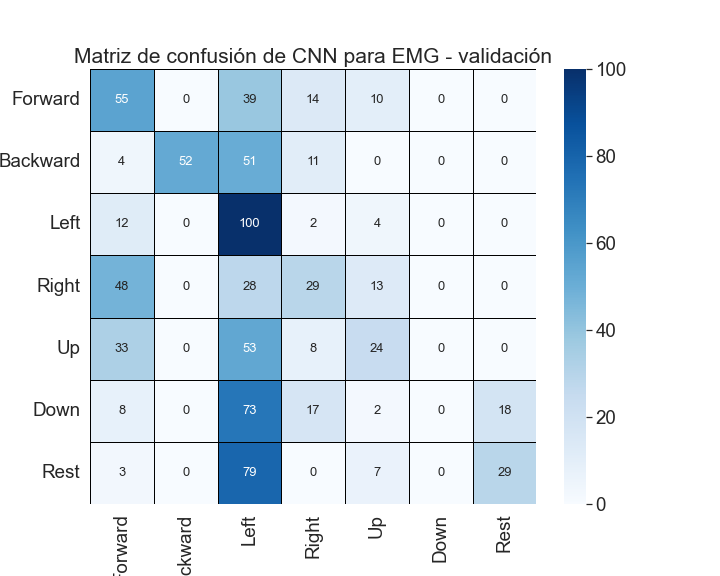 Matriz de confusión de CNN para EMG - validación
Forward 55 0 39 14 10 0 0
Backward 4 52 51 11 0 0 0
Left 12 0 100 2 4 0 0
Right 48 0 28 29 13 0 0
Up 33 0 53 8 24 0 0
Down 8 0 73 17 2 0 18
Rest 3 0 79 0 7 0 29
Forward
ckward
Left
Right
Up
Down
Rest
100
80
60
40
20
0